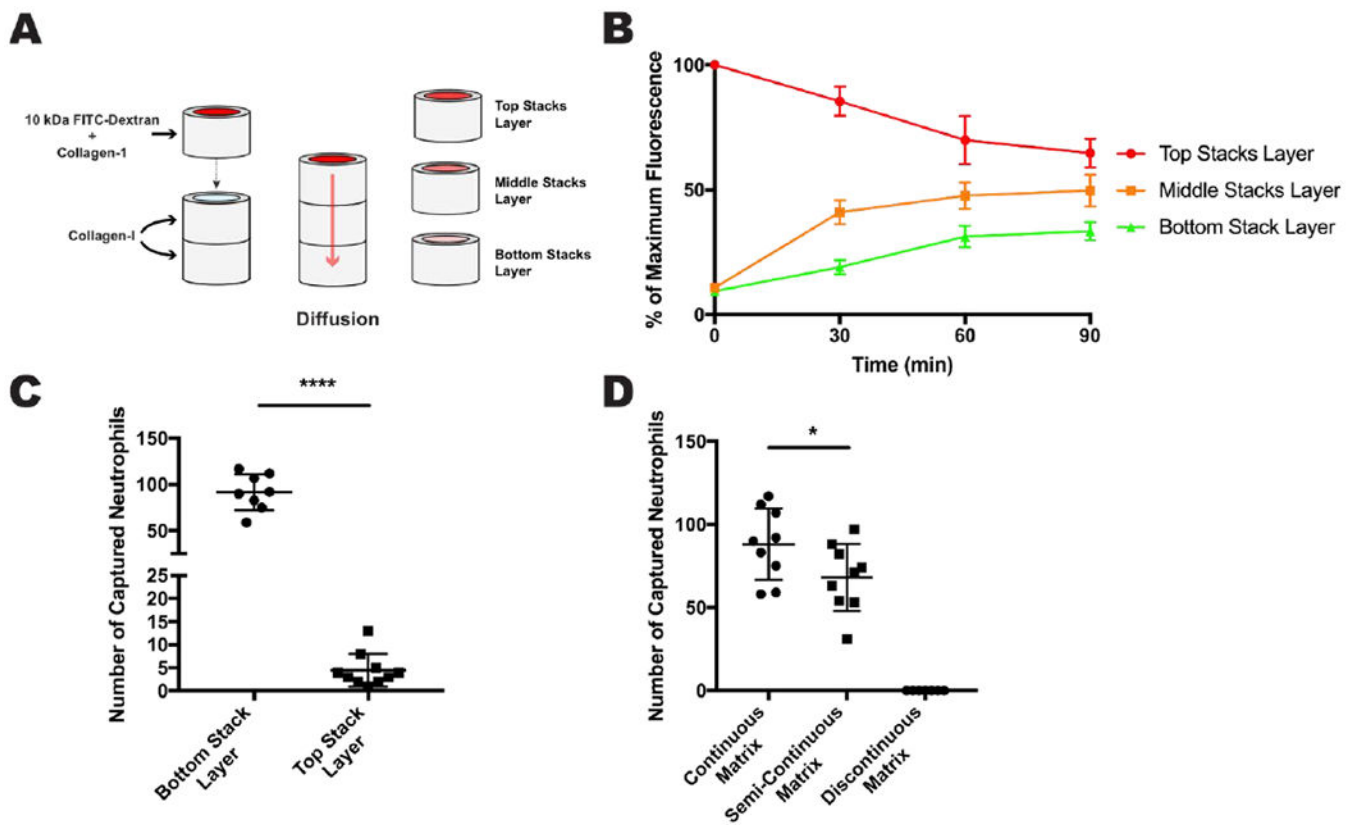 A
10 kDa FITC-Dextran
+
Collagen-1
Collagen-I
Top Stacks
Layer
Middle Stacks
Layer
Bottom Stacks
Layer
Diffusion
B
% of Maximum Fluorescence
100
50
0
0 30 60 90
Time (min)
Top Stacks Layer
Middle Stacks Layer
Bottom Stack Layer
C
Number of Captured Neutrophils
****
150
100
50
25
20
15
10
5
0
Bottom Stack
Layer
Top Stack
Layer
D
Number of Captured Neutrophils
*
150
100
50
0
Continuous
Matrix
Semi-Continuous
Matrix
Discontinuous
Matrix